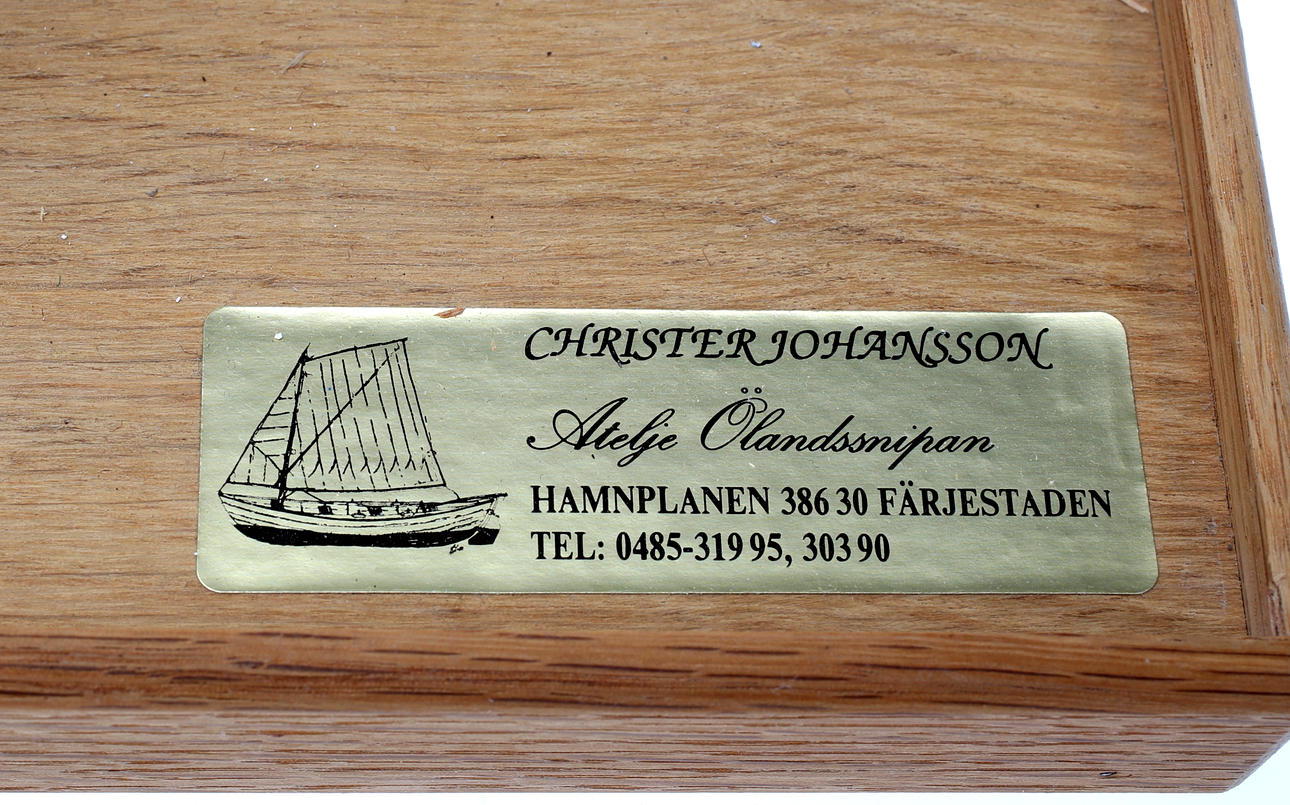 CHRISTER JOHANSSON
Atelje Ölandssnipan
HAMNPLANEN 386 30 FÄRJESTADEN
TEL: 0485-319 95, 303 90